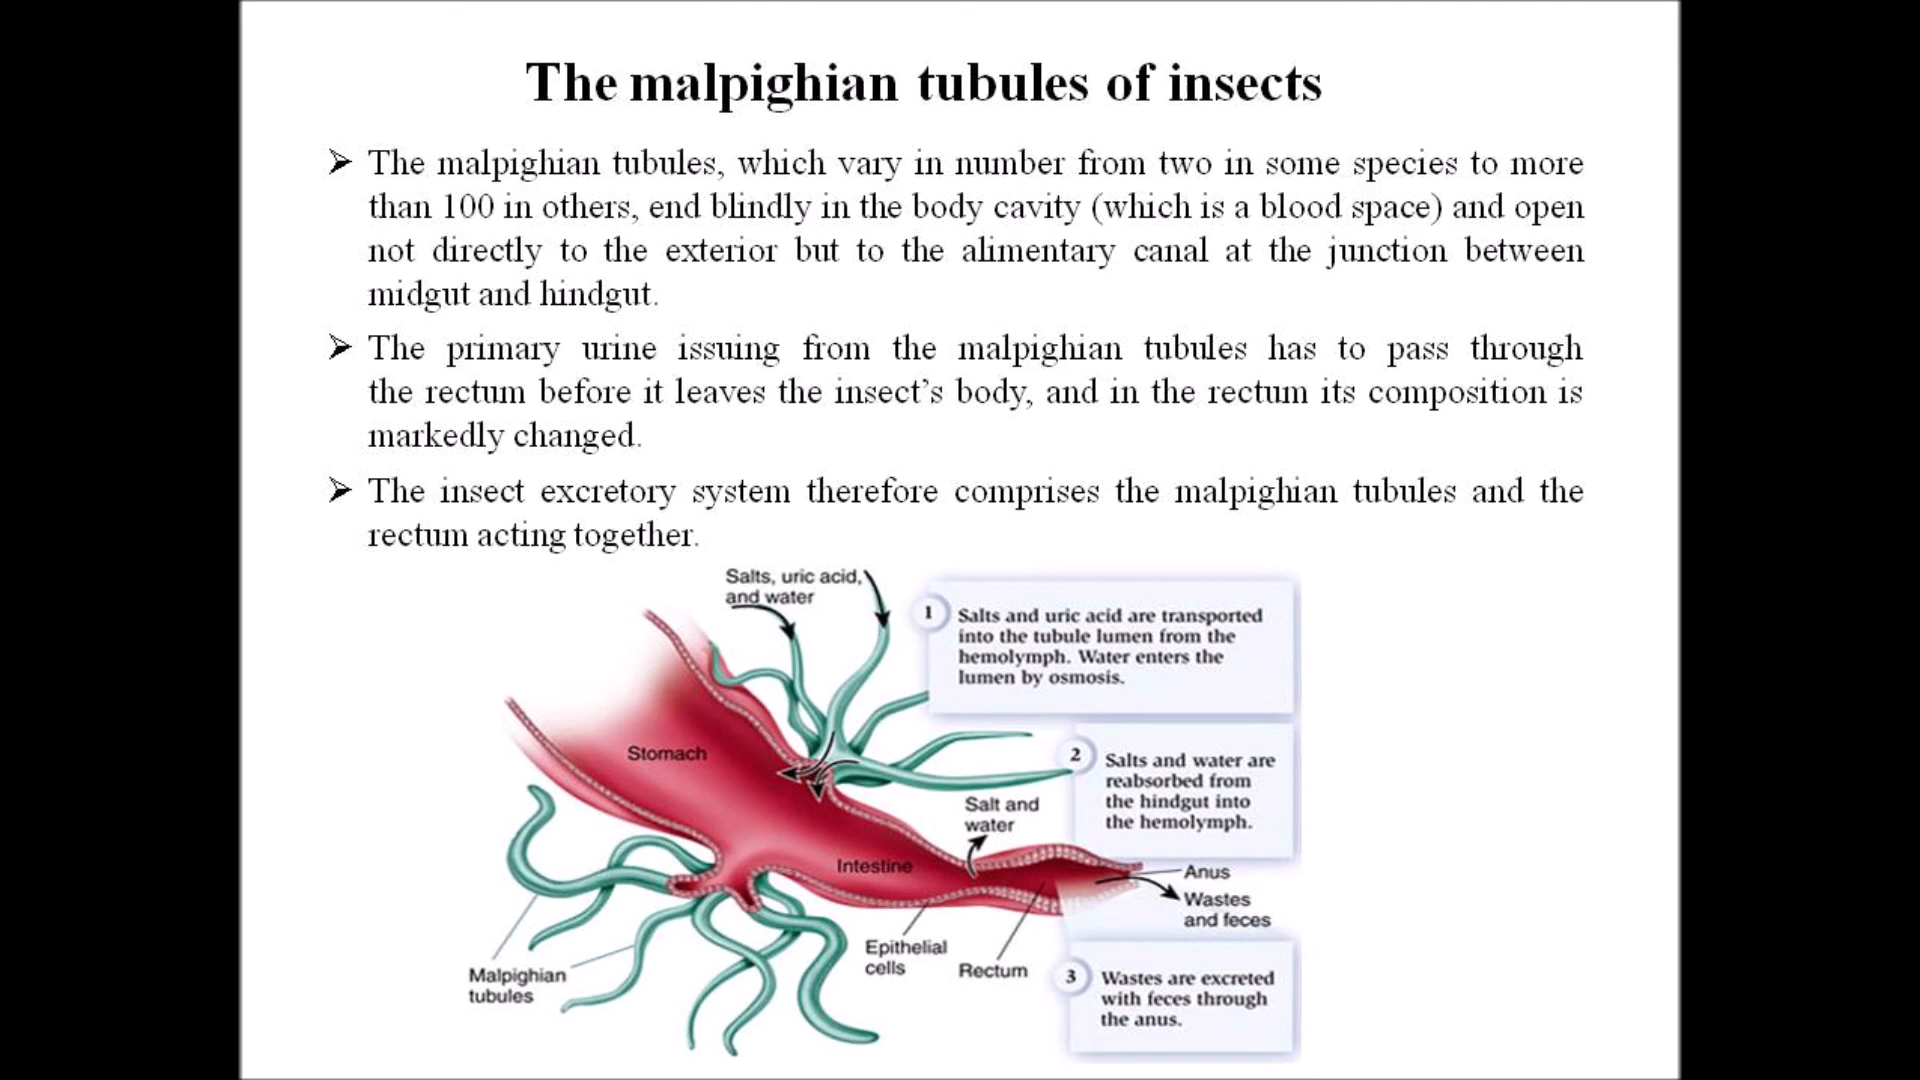 The malpighian tubules of insects
➢ The malpighian tubules, which vary in number from two in some species to more
than 100 in others, end blindly in the body cavity (which is a blood space) and open
not directly to the exterior but to the alimentary canal at the junction between
midgut and hindgut.
➢ The primary urine issuing from the malpighian tubules has to pass through
the rectum before it leaves the insect’s body, and in the rectum its composition is
markedly changed.
➢ The insect excretory system therefore comprises the malpighian tubules and the
rectum acting together.
Salts, uric acid,
and water
1
Salts and uric acid are transported
into the tubule lumen from the
hemolymph. Water enters the
lumen by osmosis.
Stomach
2
Salts and water are
reabsorbed from
the hindgut into
the hemolymph.
Salt and
water
Intestine
Anus
Wastes
and feces
Epithelial
cells
Rectum
Malpighian
tubules
3
Wastes are excreted
with feces through
the anus.